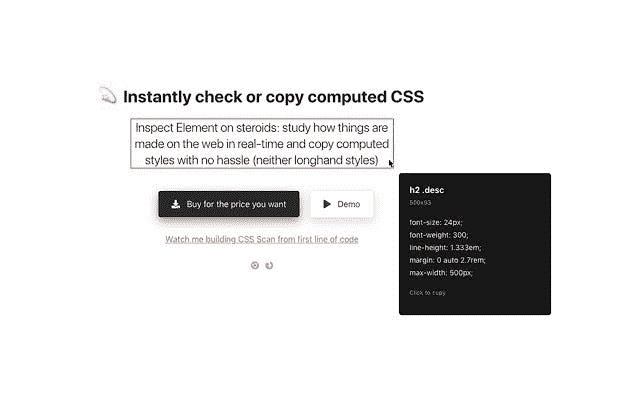 Instantly check or copy computed CSS
Inspect Element on steroids: study how things are
made on the web in real-time and copy computed
styles with no hassle (neither longhand styles)
Buy for the price you want
Demo
Watch me building CSS Scan from first line of code
h2 .desc
500x93
font-size: 24px;
font-weight: 300;
line-height: 1.333em;
margin: 0 auto 2.7rem;
max-width: 500px;
Click to copy